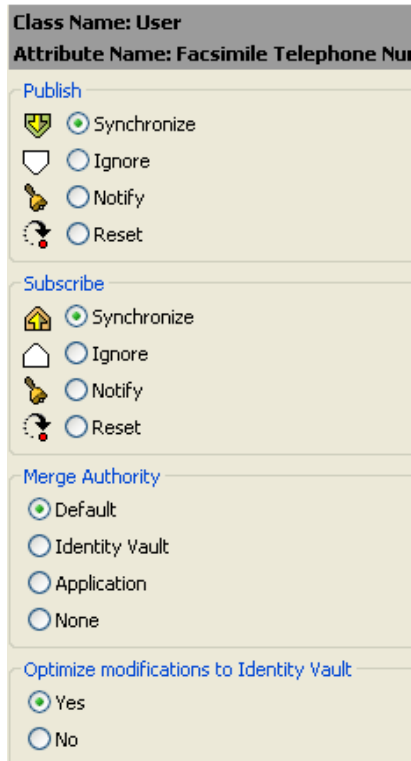 Class Name: User
Attribute Name: Facsimile Telephone
Publish
Synchronize
Ignore
Notify
Reset
Subscribe
Synchronize
Ignore
Notify
Reset
Merge Authority
Default
Identity Vault
Application
None
Optimize modifications to Identity Vault
Yes
No